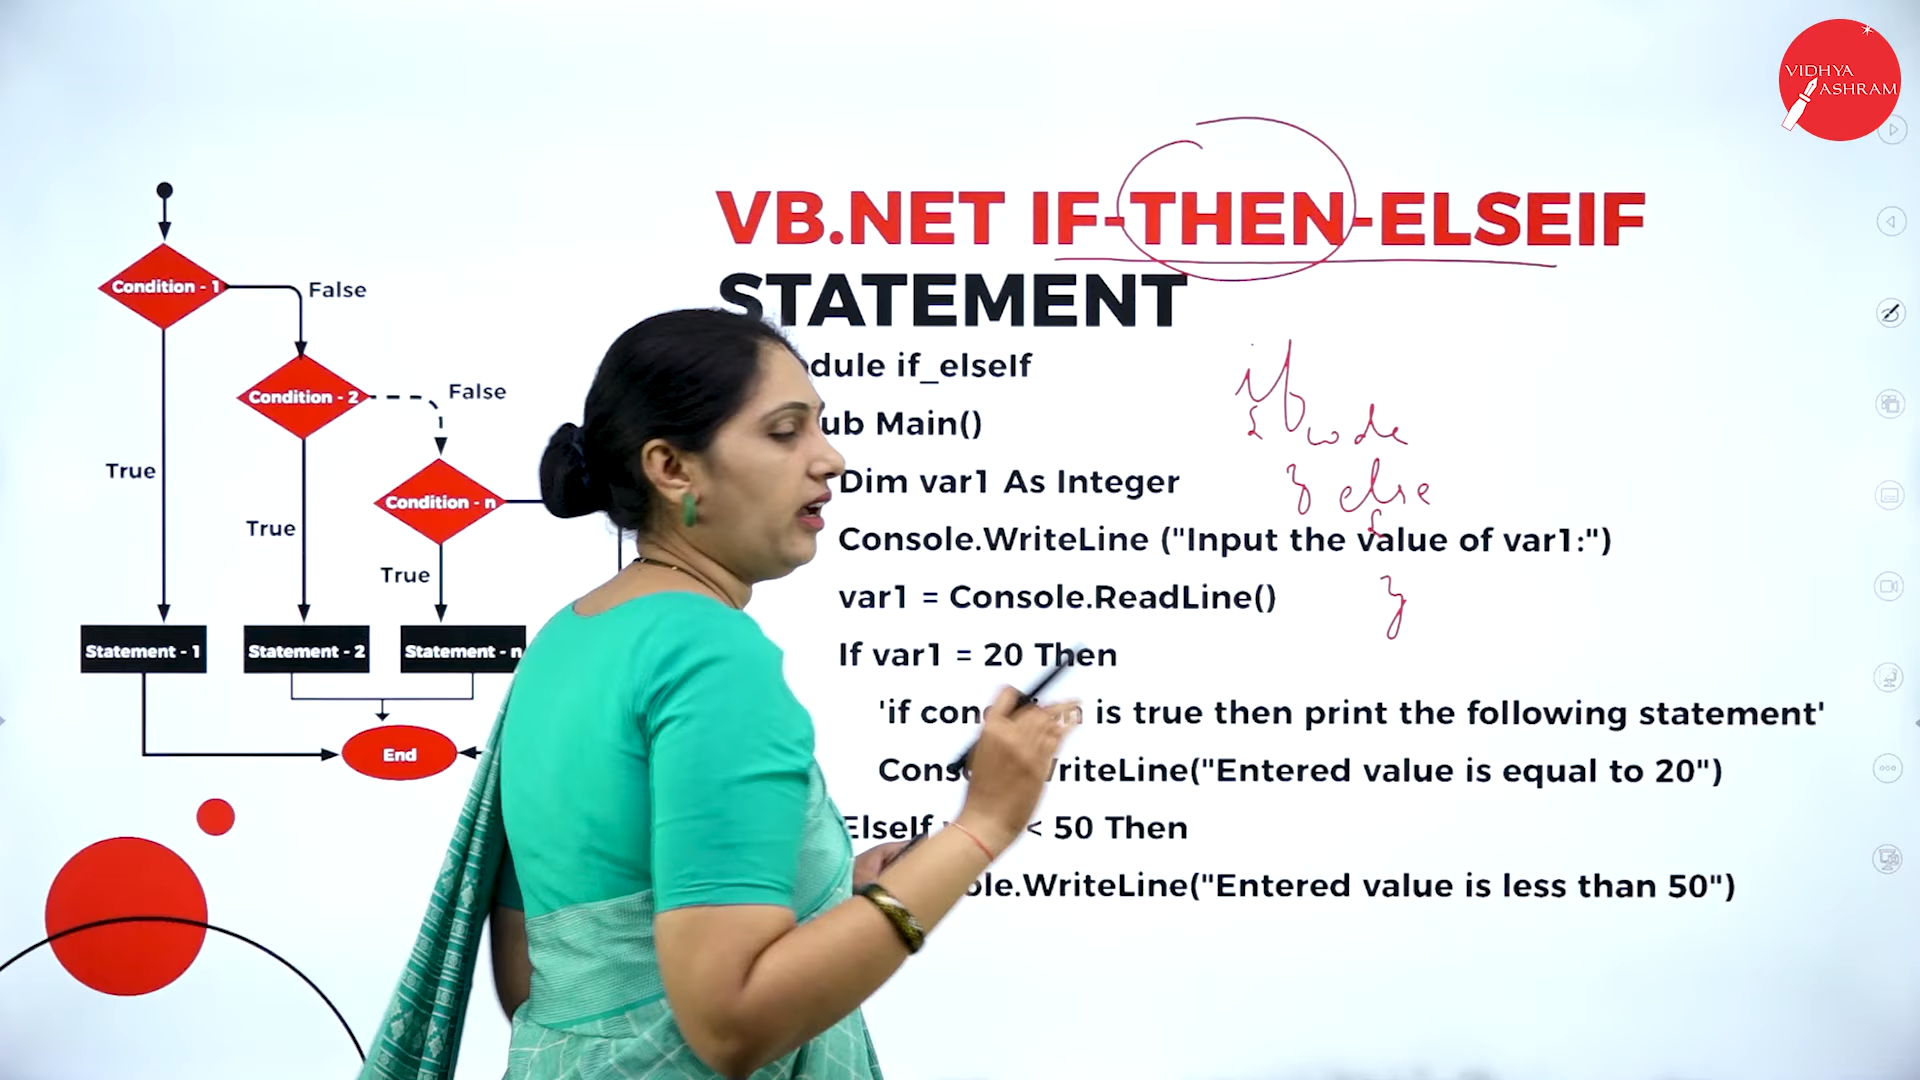 VIDHYA
ASHRAM
VB.NET IF-THEN-ELSEIF
STATEMENT
Condition - 1
False
Condition - 2
False
Condition - n
True
True
True
Statement - 1
Statement - 2
Statement - n
End
dule if_elseIf
ub Main()
Dim var1 As Integer
Console.WriteLine ("Input the value of var1:")
var1 = Console.ReadLine()
If var1 = 20 Then
'if con n is true then print the following statement'
Cons WriteLine("Entered value is equal to 20")
ElseIf < 50 Then
ole.WriteLine("Entered value is less than 50")
if
{ code
} else
{
}